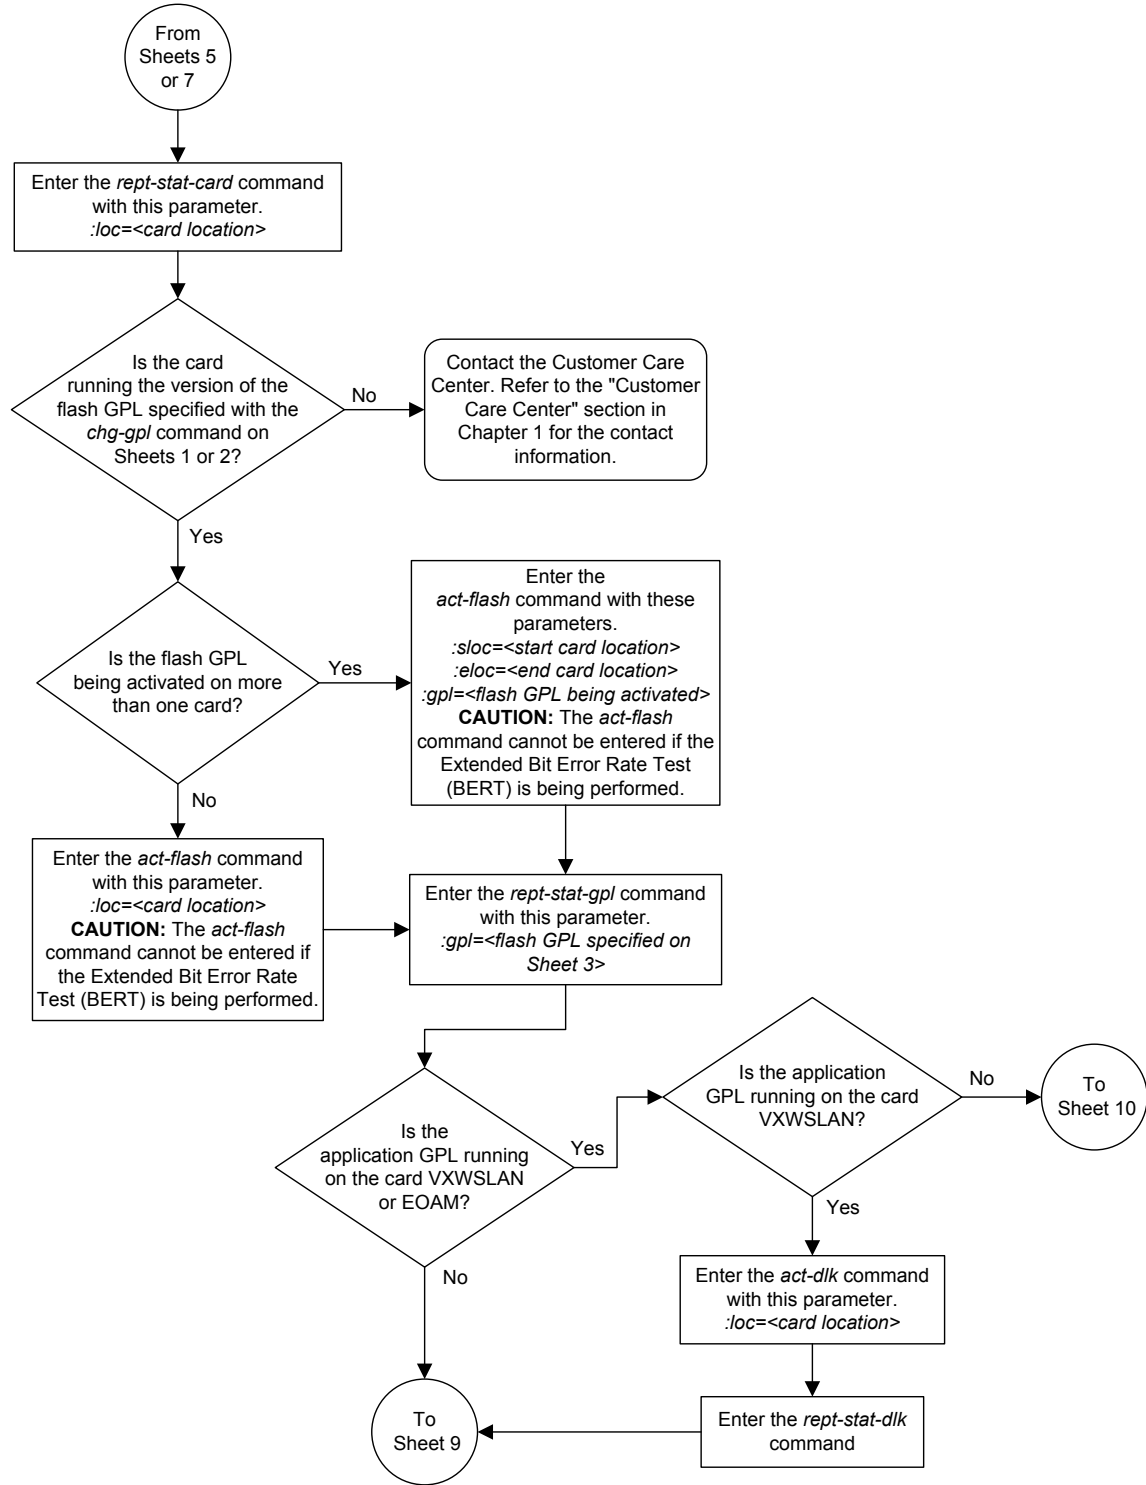 From
Sheets 5
or 7
Enter the rept-stat-card command
with this parameter.
:loc=<card location>
Is the card
running the version of the
flash GPL specified with the
chg-gpl command on
Sheets 1 or 2?
No
Contact the Customer Care
Center. Refer to the "Customer
Care Center" section in
Chapter 1 for the contact
information.
Yes
Is the flash GPL
being activated on more
than one card?
Yes
Enter the
act-flash command with these
parameters.
:sloc=<start card location>
:eloc=<end card location>
:gpl=<flash GPL being activated>
CAUTION: The act-flash
command cannot be entered if the
Extended Bit Error Rate Test
(BERT) is being performed.
No
Enter the act-flash command
with this parameter.
:loc=<card location>
CAUTION: The act-flash
command cannot be entered if
the Extended Bit Error Rate
Test (BERT) is being performed.
Enter the rept-stat-gpl command
with this parameter.
:gpl=<flash GPL specified on
Sheet 3>
Is the
application GPL running
on the card VXWSLAN
or EOAM?
Yes
Is the application
GPL running on the card
VXWSLAN?
No
To
Sheet 10
Yes
Enter the act-dlk command
with this parameter.
:loc=<card location>
No
To
Sheet 9
Enter the rept-stat-dlk
command